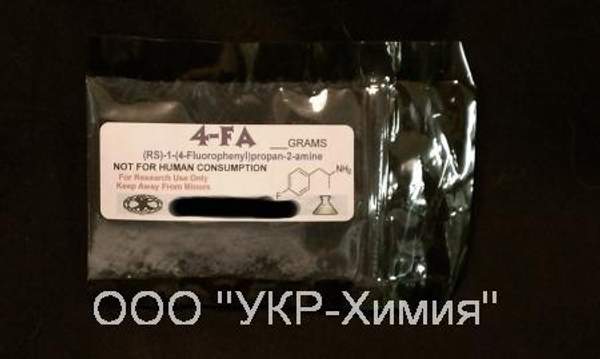 4-FA ___GRAMS
(RS)-1-(4-Fluorophenyl)propan-2-amine
NOT FOR HUMAN CONSUMPTION
For Research Use Only
Keep Away From Minors
NH₂
F
ООО "УКР-Химия"